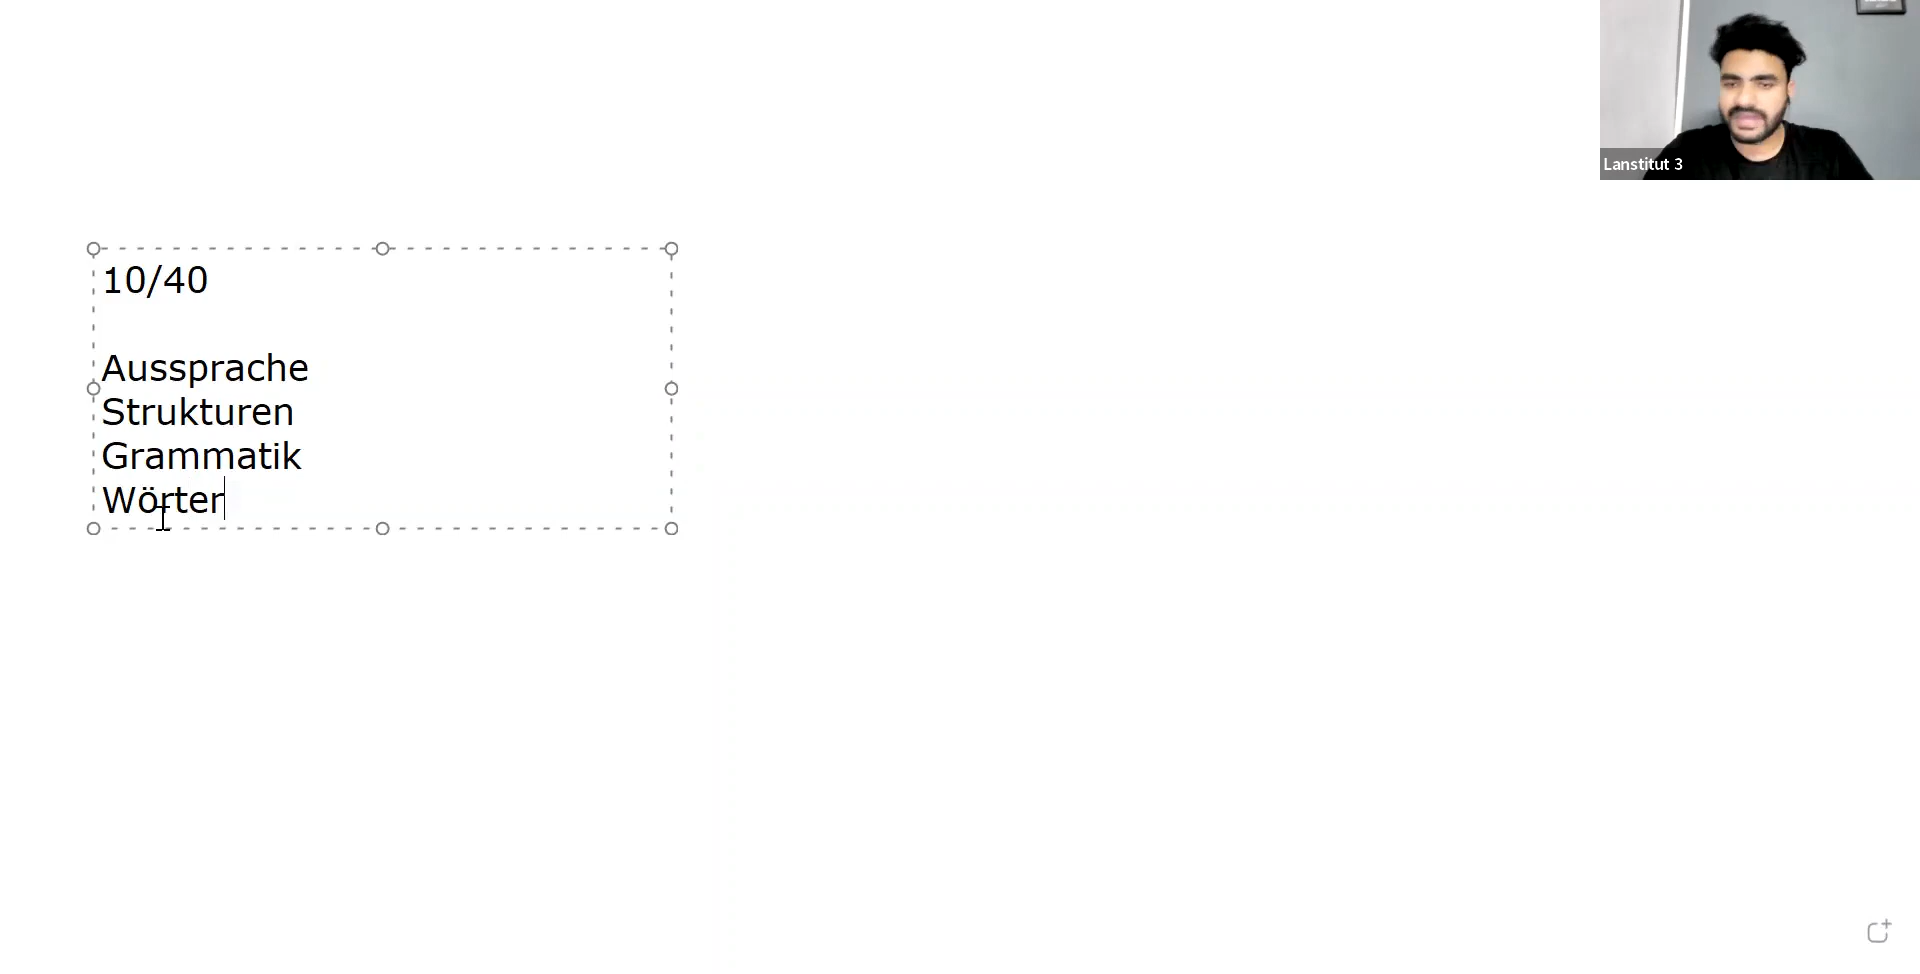 Lanstitut 3
10/40
Aussprache
Strukturen
Grammatik
Wörter